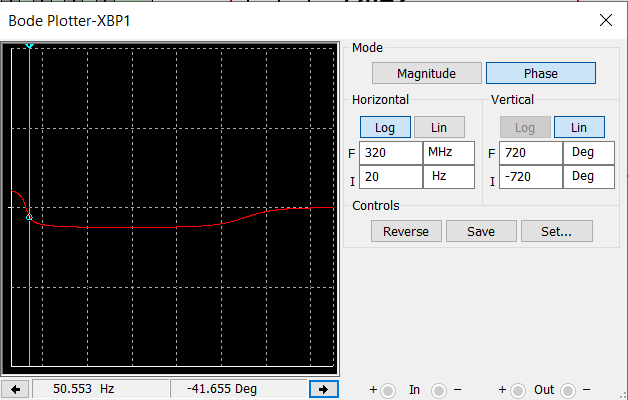 Bode Plotter-XBP1
Mode
Magnitude Phase
Horizontal Vertical
Log Lin Log Lin
F 320 MHz F 720 Deg
I 20 Hz I -720 Deg
Controls
Reverse Save Set...
50.553 Hz -41.655 Deg + In − + Out −